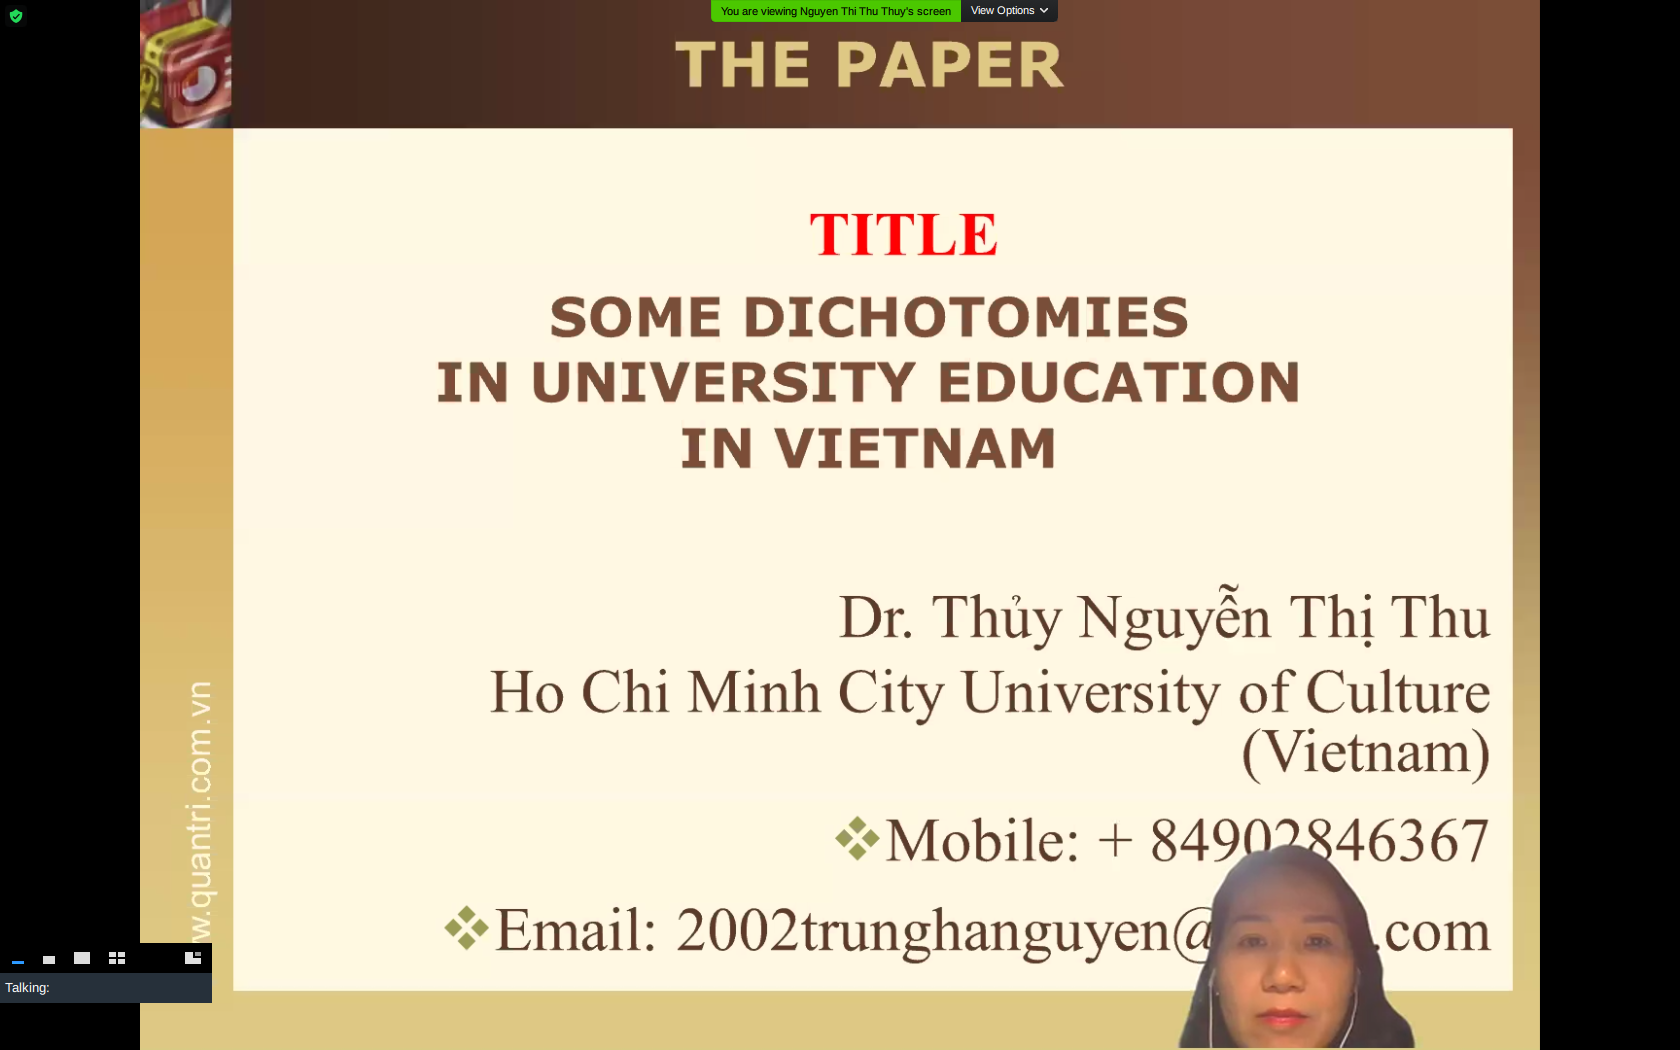 You are viewing Nguyen Thi Thu Thuy's screen View Options
THE PAPER
TITLE
SOME DICHOTOMIES
IN UNIVERSITY EDUCATION
IN VIETNAM
Dr. Thủy Nguyễn Thị Thu
Ho Chi Minh City University of Culture
(Vietnam)
Mobile: + 84902846367
Email: 2002trunghanguyen@ .com
w.quantri.com.vn
Talking: